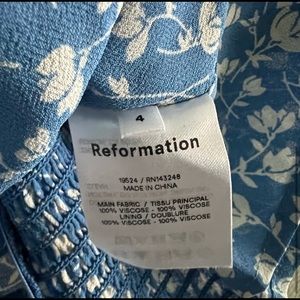 4
Reformation
19524 / RN143248
MADE IN CHINA
MAIN FABRIC / TISSU PRINCIPAL
100% VISCOSE - 100% VISCOSE
LINING / DOUBLURE
100% VISCOSE - 100% VISCOSE